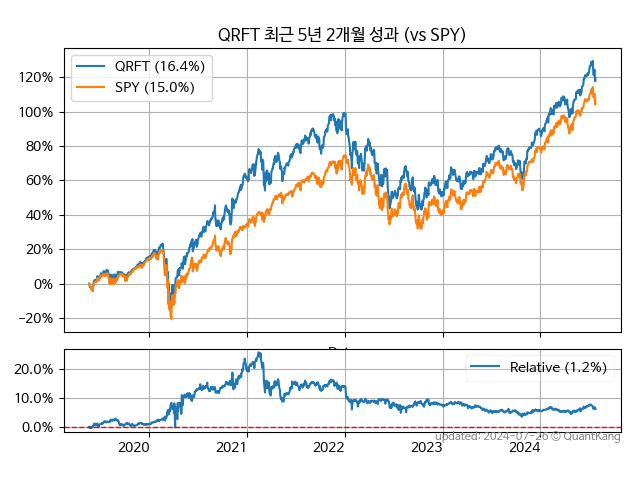 QRFT 최근 5년 2개월 성과 (vs SPY)
QRFT (16.4%)
SPY (15.0%)
120%
100%
80%
60%
40%
20%
0%
−20%
Relative (1.2%)
20.0%
10.0%
0.0%
2020 2021 2022 2023 2024
updated: 2024-07-26 © QuantKang